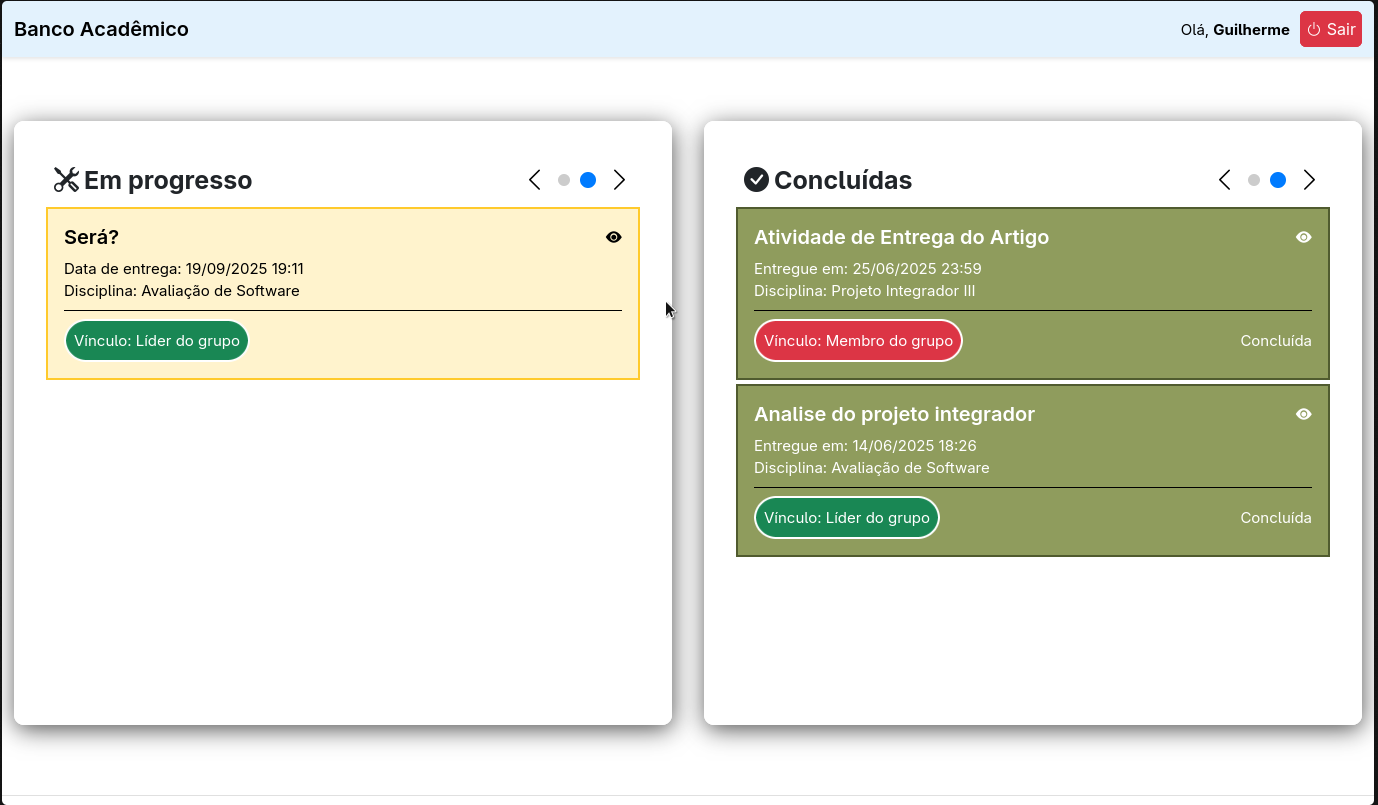 Banco Acadêmico
Olá, Guilherme
Sair
Em progresso
Será?
Data de entrega: 19/09/2025 19:11
Disciplina: Avaliação de Software
Vínculo: Líder do grupo
Concluídas
Atividade de Entrega do Artigo
Entregue em: 25/06/2025 23:59
Disciplina: Projeto Integrador III
Vínculo: Membro do grupo
Concluída
Analise do projeto integrador
Entregue em: 14/06/2025 18:26
Disciplina: Avaliação de Software
Vínculo: Líder do grupo
Concluída